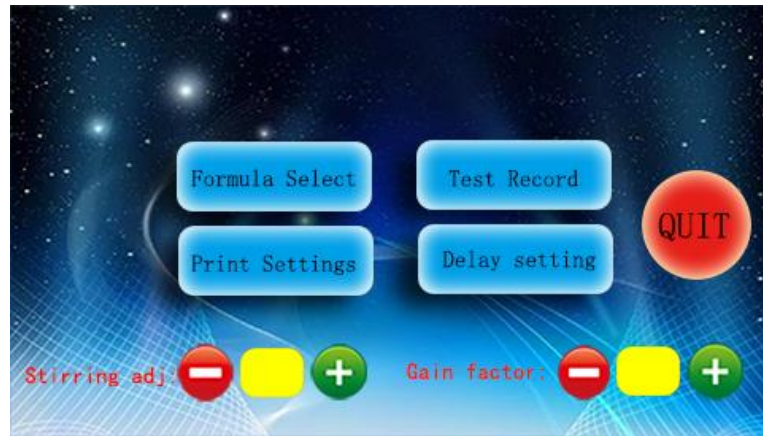 Formula Select
Test Record
QUIT
Print Settings
Delay setting
Stirring adj:
Gain factor: